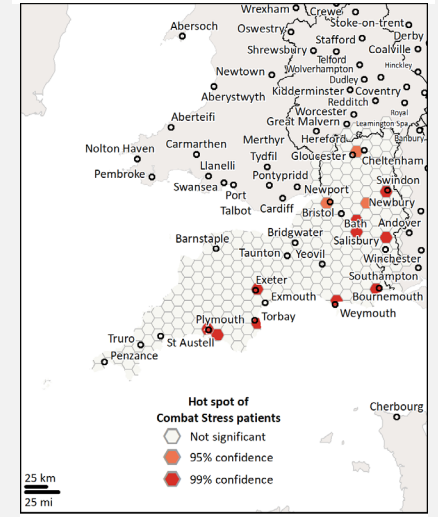 Wrexham
Crewe
Stoke-on-trent
Abersoch
Oswestry
Stafford
Derby
Shrewsbury
Coalville
Telford
Newtown
Wolverhampton
Hinckley
Dudley
Aberystwyth
Kidderminster
Coventry
Redditch
Worcester
Royal
Aberteifi
Great Malvern
Leamington Spa
Merthyr
Hereford
Banbury
Nolton Haven
Carmarthen
Tydfil
Gloucester
Cheltenham
Llanelli
Pembroke
Pontypridd
Swindon
Swansea
Port
Newport
Newbury
Talbot
Cardiff
Bristol
Bath
Andover
Barnstaple
Bridgwater
Salisbury
Taunton
Yeovil
Winchester
Exeter
Southampton
Exmouth
Bournemouth
Plymouth
Torbay
Weymouth
Truro
St Austell
Penzance
Hot spot of
Combat Stress patients
Not significant
95% confidence
99% confidence
Cherbourg
25 km
25 mi